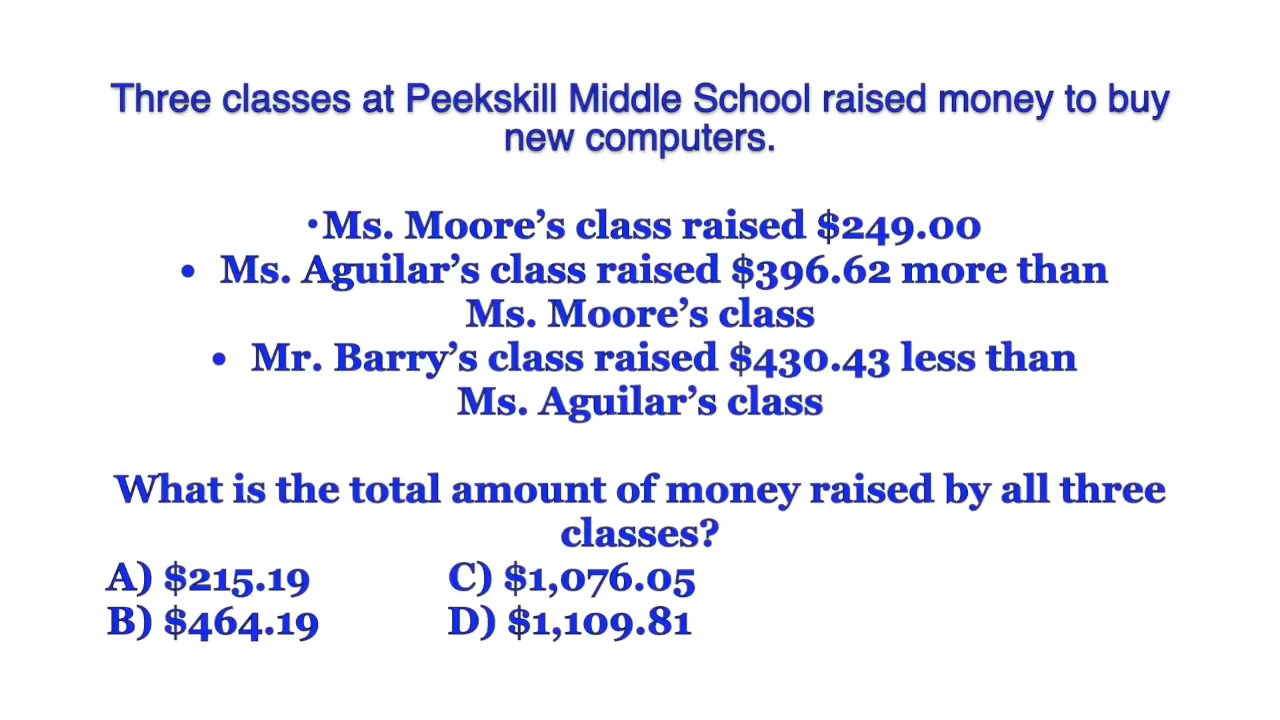 Three classes at Peekskill Middle School raised money to buy
new computers.
•Ms. Moore’s class raised $249.00
• Ms. Aguilar’s class raised $396.62 more than
Ms. Moore’s class
• Mr. Barry’s class raised $430.43 less than
Ms. Aguilar’s class
What is the total amount of money raised by all three
classes?
A) $215.19 C) $1,076.05
B) $464.19 D) $1,109.81